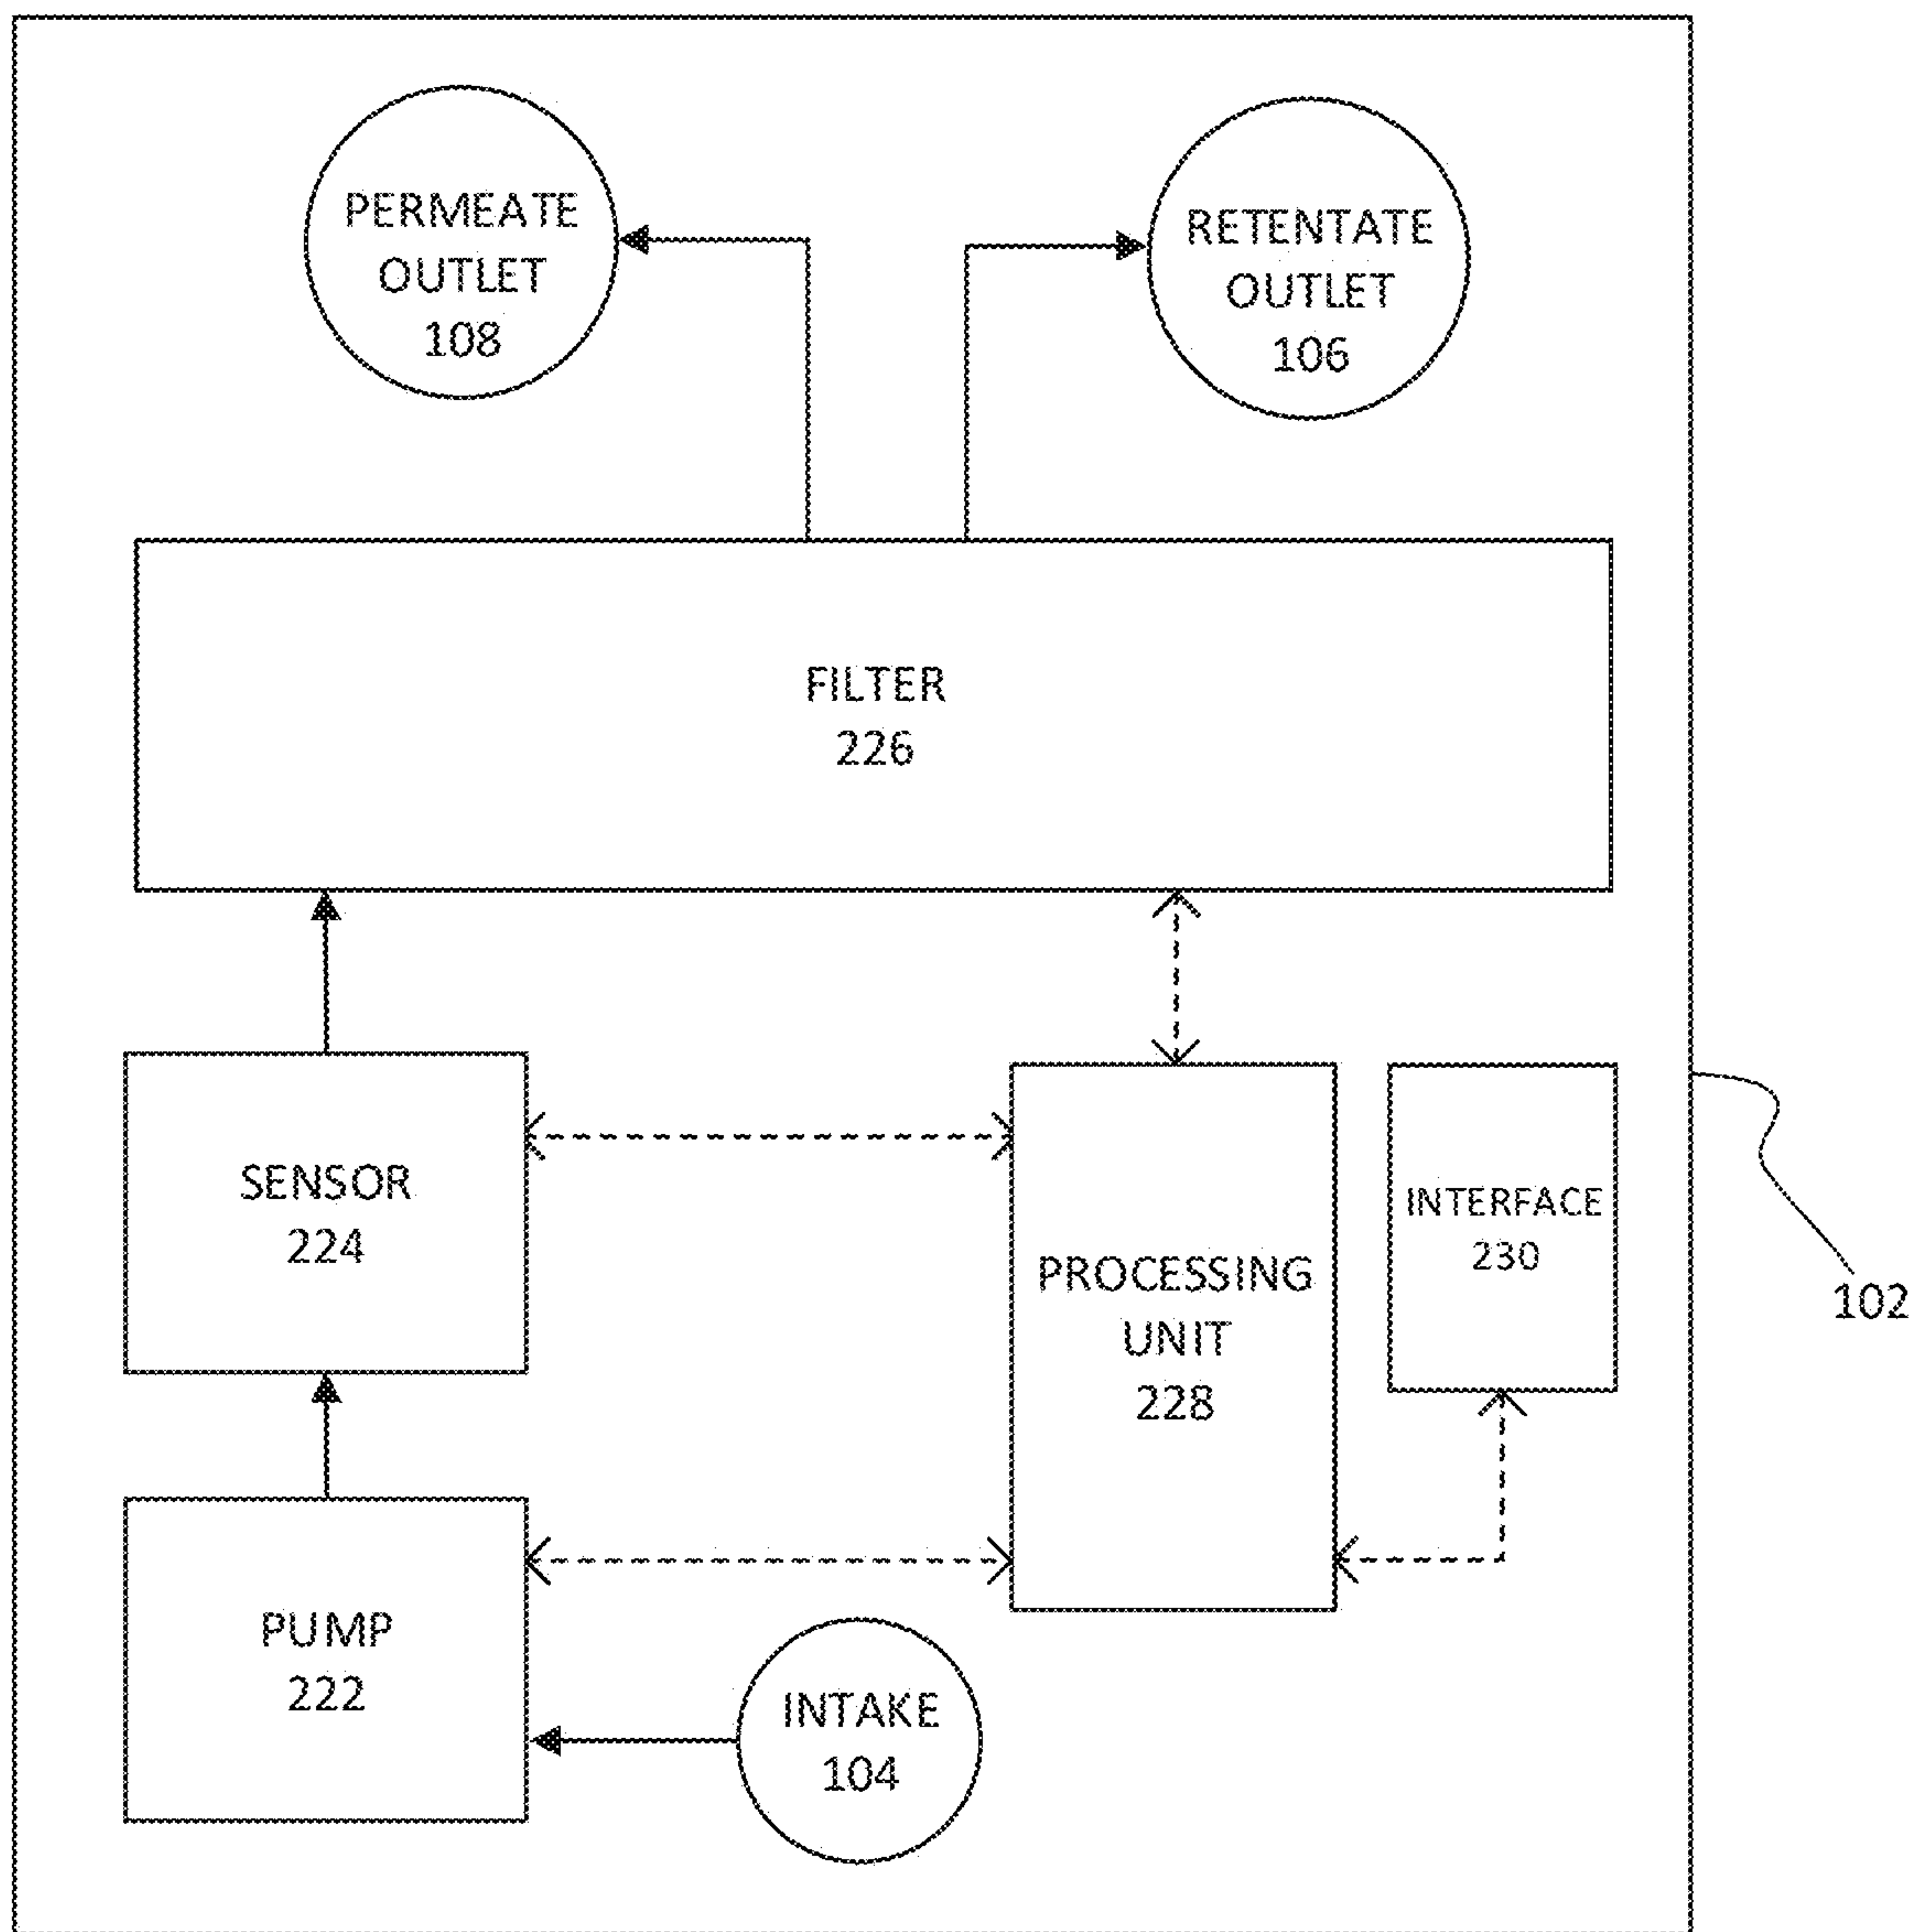 PERMEATE
OUTLET
108
RETENTATE
OUTLET
106
FILTER
226
SENSOR
224
PROCESSING
UNIT
228
INTERFACE
230
102
PUMP
222
INTAKE
104